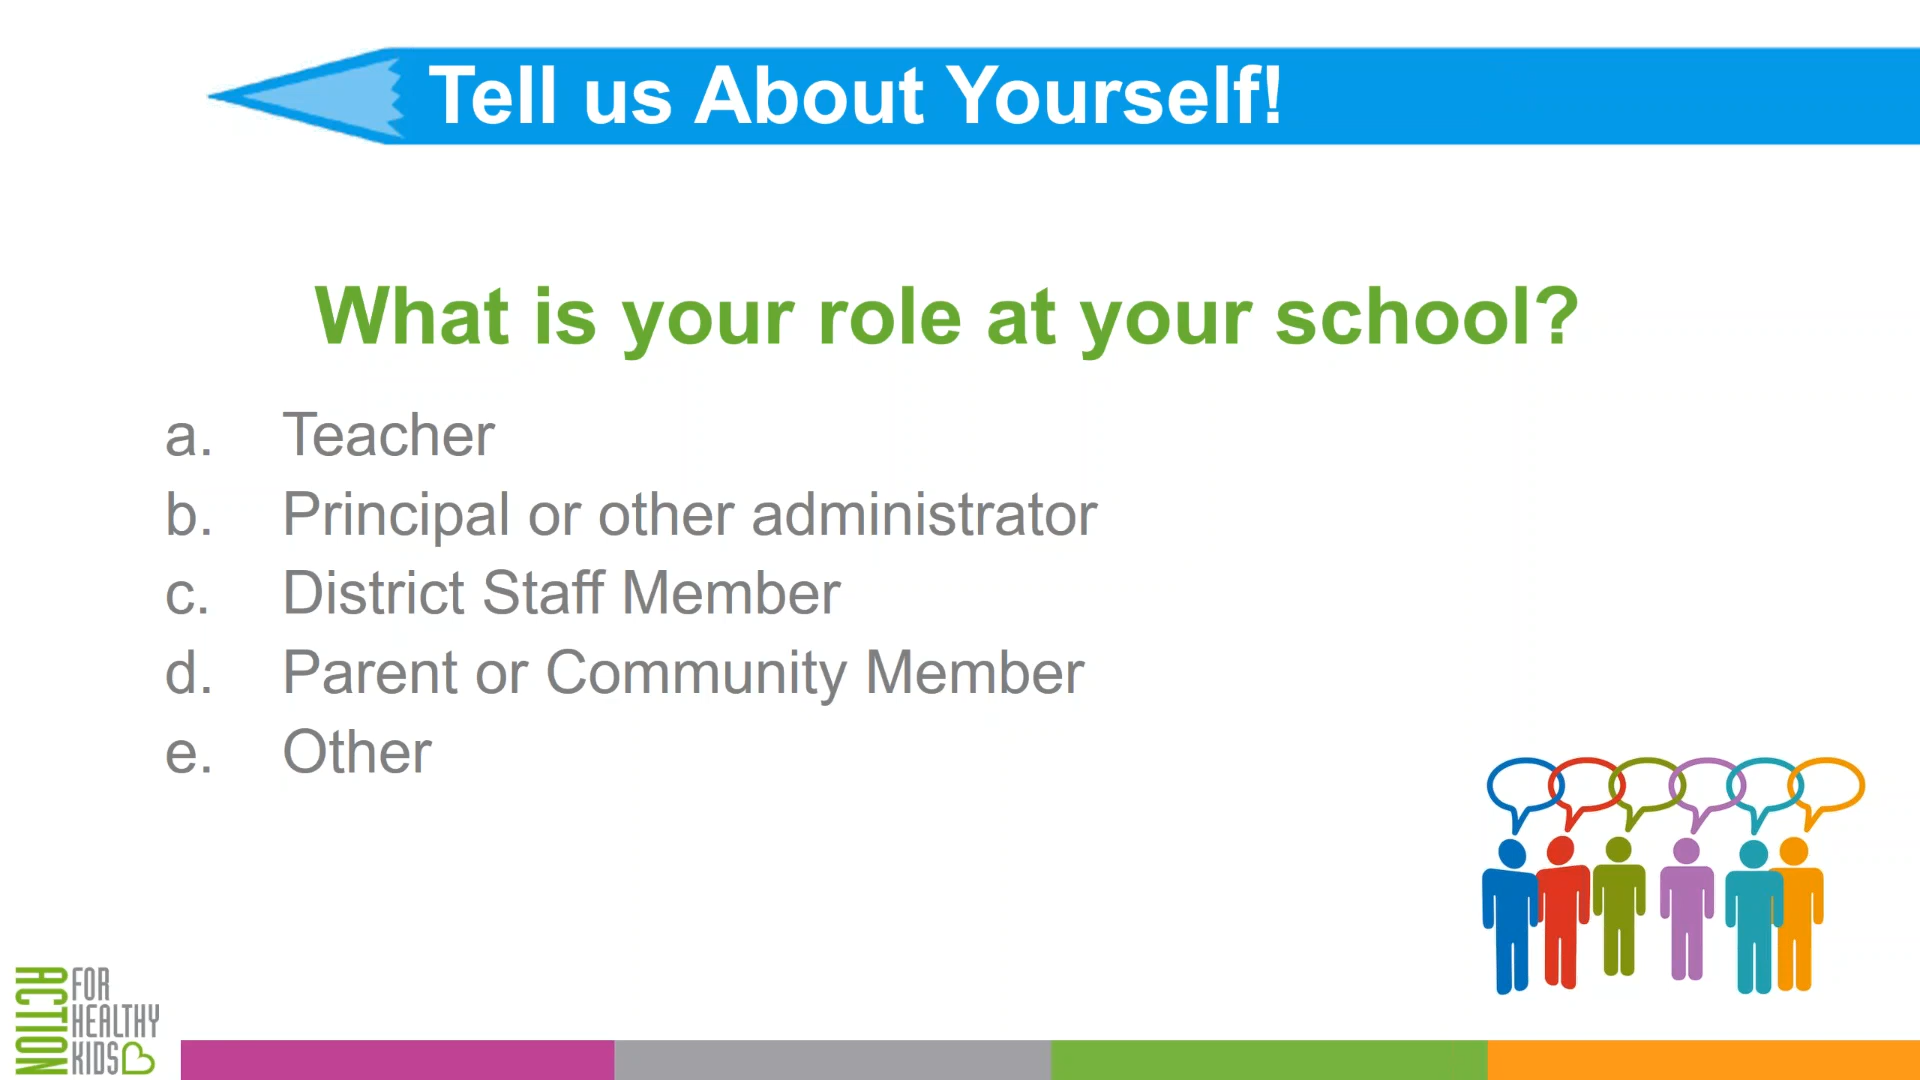 Tell us About Yourself!
What is your role at your school?
a. Teacher
b. Principal or other administrator
c. District Staff Member
d. Parent or Community Member
e. Other
ACTION
FOR
HEALTHY
KIDS